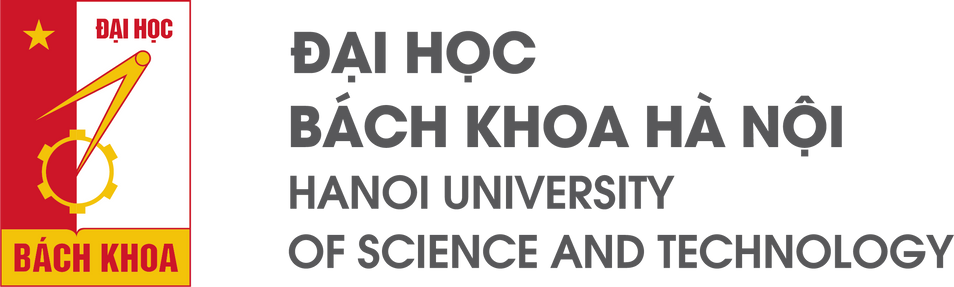 ĐẠI HỌC
BÁCH KHOA
ĐẠI HỌC
BÁCH KHOA HÀ NỘI
HANOI UNIVERSITY
OF SCIENCE AND TECHNOLOGY